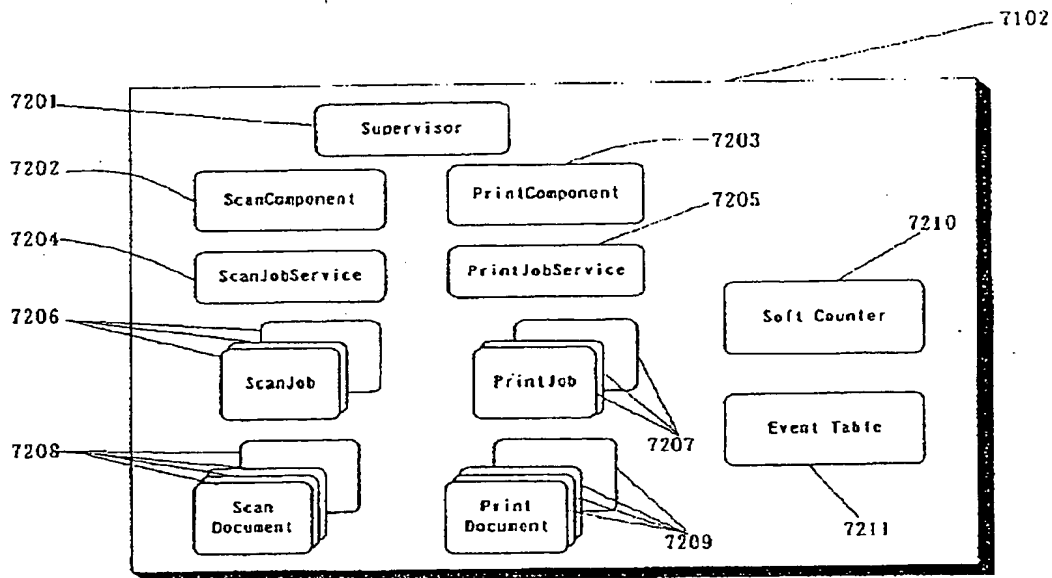 7102
7201
Supervisor
7203
7202
ScanComponent
PrintComponent
7205
7204
ScanJobService
PrintJobService
7210
Soft Counter
7206
ScanJob
PrintJob
7207
Event Table
7208
Scan
Document
Print
Document
7209
7211